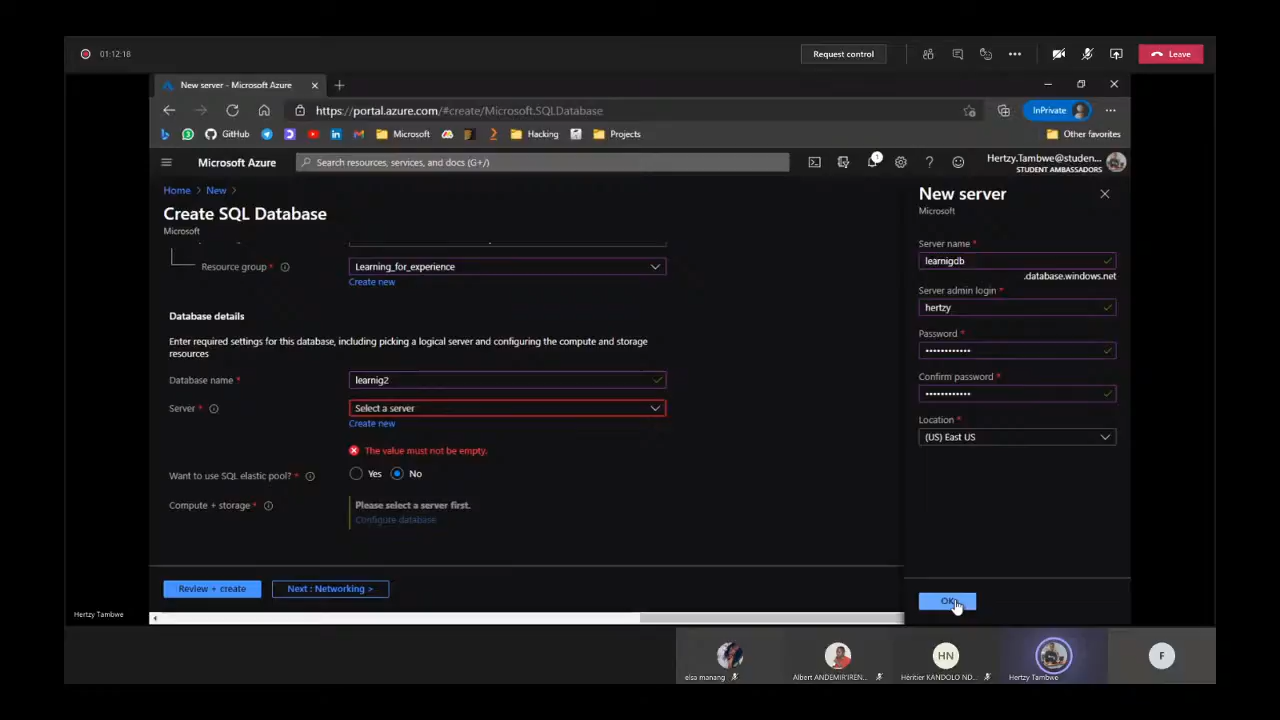 01:12:18
Request control
Leave
New server - Microsoft Azure
https://portal.azure.com/#create/Microsoft.SQLDatabase
InPrivate
GitHub
Microsoft
Hacking
Projects
Other favorites
Microsoft Azure
Search resources, services, and docs (G+/)
1
Hertzy.Tambwe@studen...
STUDENT AMBASSADORS
Home > New >
Create SQL Database
Microsoft
Resource group *
Learning_for_experience
Create new
Database details
Enter required settings for this database, including picking a logical server and configuring the compute and storage
resources
Database name *
learnig2
Server *
Select a server
Create new
The value must not be empty.
Want to use SQL elastic pool? *
Yes
No
Compute + storage *
Please select a server first.
Configure database
Review + create
Next : Networking >
New server
Microsoft
Server name *
learnigdb
.database.windows.net
Server admin login *
hertzy
Password *
••••••••••••
Confirm password *
••••••••••••
Location *
(US) East US
OK
Hertzy Tambwe
elsa manang
Albert ANDEMIR'IREN...
HN
Héritier KANDOLO ND...
Hertzy Tambwe
F